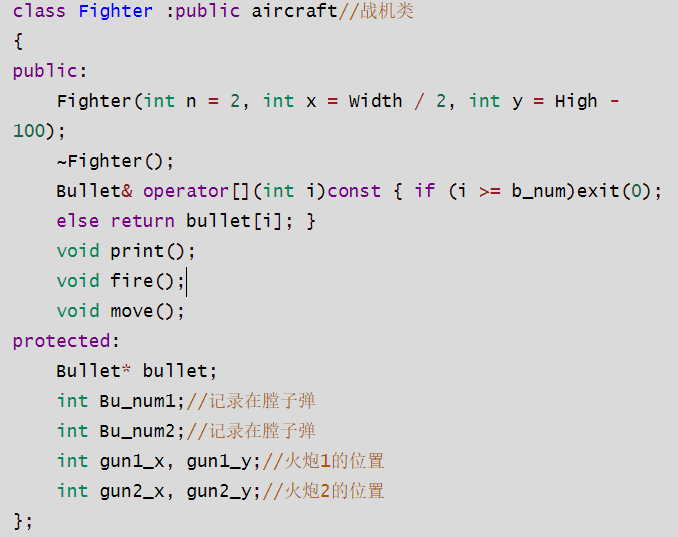 class Fighter :public aircraft//战机类
{
public:
    Fighter(int n = 2, int x = Width / 2, int y = High -
100);
    ~Fighter();
    Bullet& operator[](int i)const { if (i >= b_num)exit(0);
    else return bullet[i]; }
    void print();
    void fire();
    void move();
protected:
    Bullet* bullet;
    int Bu_num1;//记录在膛子弹
    int Bu_num2;//记录在膛子弹
    int gun1_x, gun1_y;//火炮1的位置
    int gun2_x, gun2_y;//火炮2的位置
};